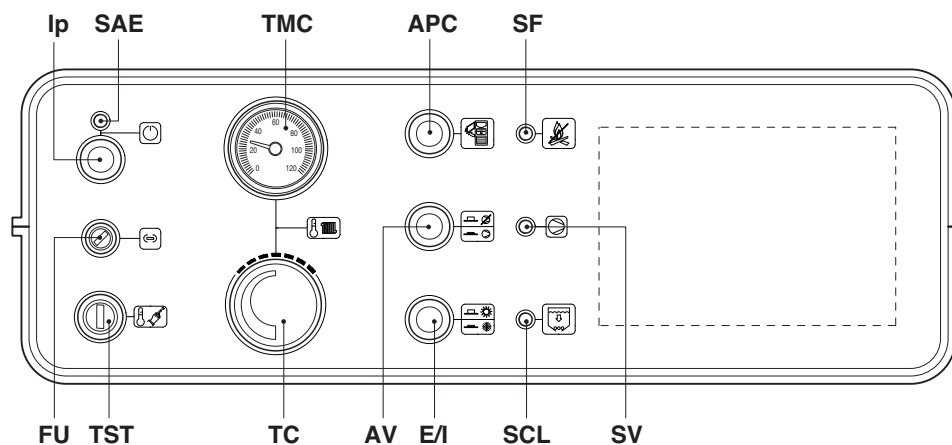 Ip SAE TMC APC SF
0 20 40 60 80 100 120
FU TST TC AV E/I SCL SV